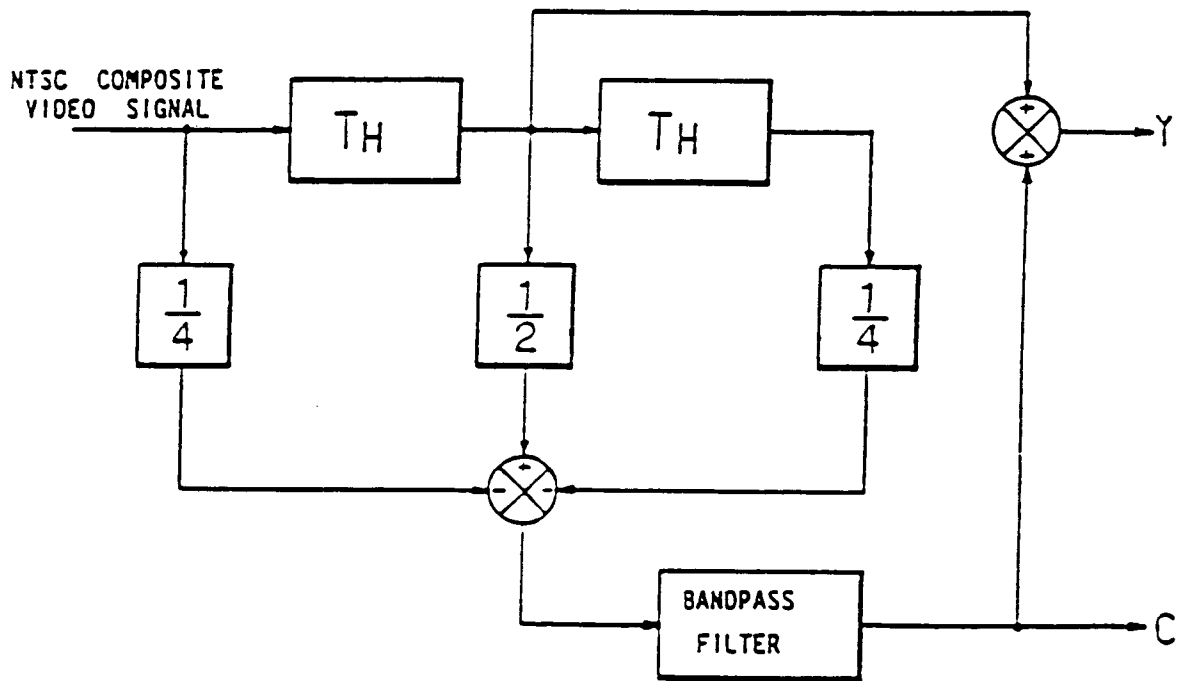 NTSC COMPOSITE
VIDEO SIGNAL
TH
TH
+
+
Y
1
4
1
2
1
4
+
-
-
BANDPASS
FILTER
C